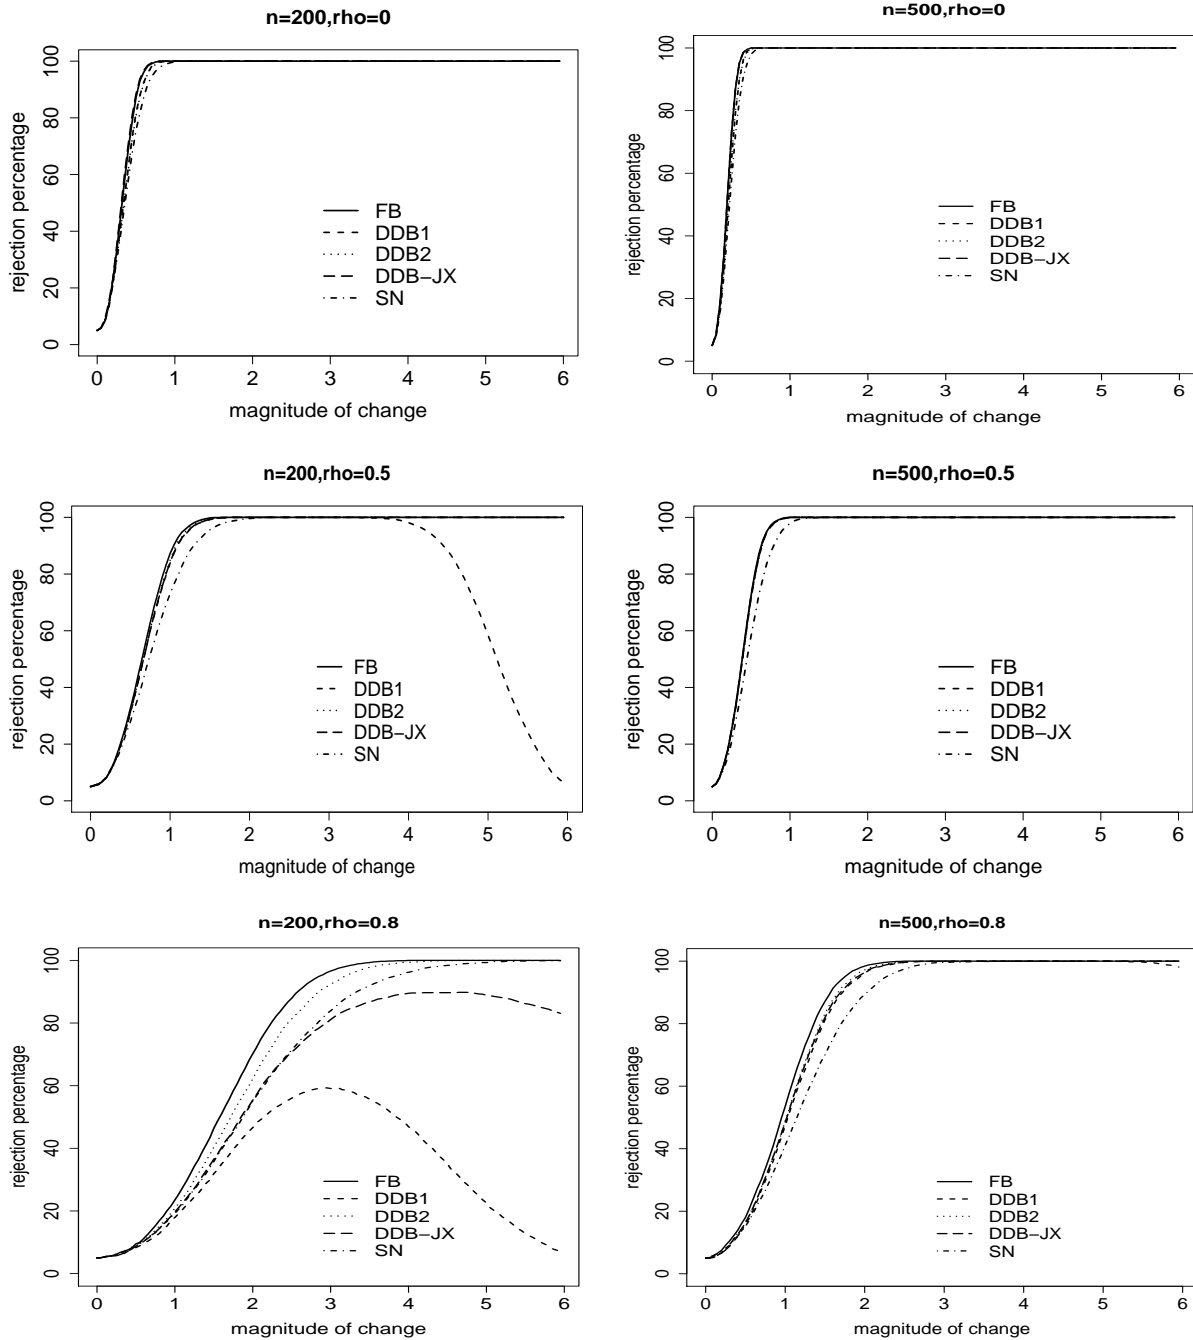 n=200,rho=0
rejection percentage
0 20 40 60 80 100
FB
DDB1
DDB2
DDB-JX
SN
0 1 2 3 4 5 6
magnitude of change
n=500,rho=0
rejection percentage
0 20 40 60 80 100
FB
DDB1
DDB2
DDB-JX
SN
0 1 2 3 4 5 6
magnitude of change
n=200,rho=0.5
rejection percentage
0 20 40 60 80 100
FB
DDB1
DDB2
DDB-JX
SN
0 1 2 3 4 5 6
magnitude of change
n=500,rho=0.5
rejection percentage
0 20 40 60 80 100
FB
DDB1
DDB2
DDB-JX
SN
0 1 2 3 4 5 6
magnitude of change
n=200,rho=0.8
rejection percentage
0 20 40 60 80 100
FB
DDB1
DDB2
DDB-JX
SN
0 1 2 3 4 5 6
magnitude of change
n=500,rho=0.8
rejection percentage
0 20 40 60 80 100
FB
DDB1
DDB2
DDB-JX
SN
0 1 2 3 4 5 6
magnitude of change